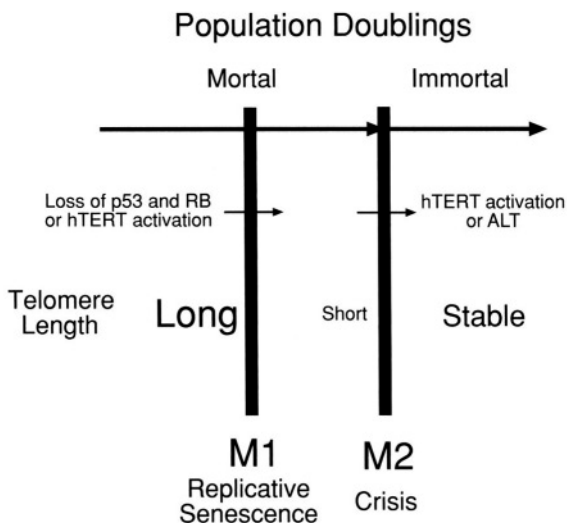 Population Doublings
Mortal
Immortal
Loss of p53 and RB
or hTERT activation
hTERT activation
or ALT
Telomere
Length
Long
Short
Stable
M1
Replicative
Senescence
M2
Crisis